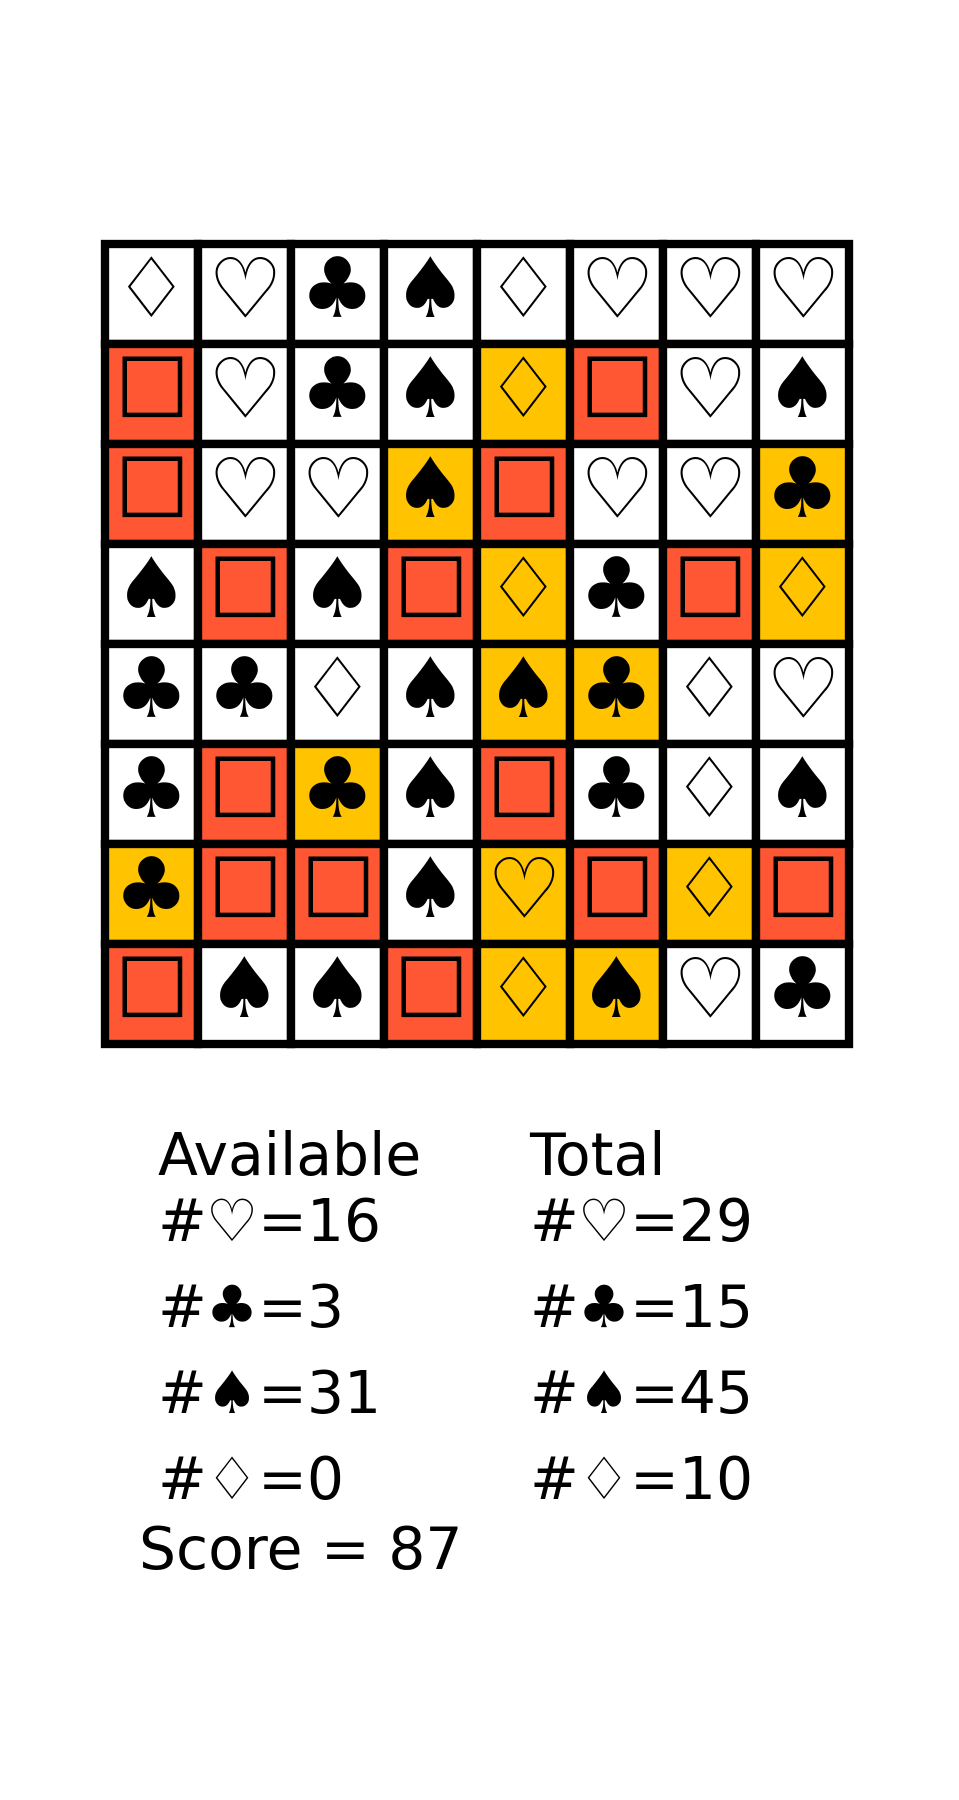 ♢ ♡ ♣ ♠ ♢ ♡ ♡ ♡
□ ♡ ♣ ♠ ♢ □ ♡ ♠
□ ♡ ♡ ♠ □ ♡ ♡ ♣
♠ □ ♠ □ ♢ ♣ □ ♢
♣ ♣ ♢ ♠ ♠ ♣ ♢ ♡
♣ □ ♣ ♠ □ ♣ ♢ ♠
♣ □ □ ♠ ♡ □ ♢ □
□ ♠ ♠ □ ♢ ♠ ♡ ♣
Available Total
#♡=16 #♡=29
#♣=3 #♣=15
#♠=31 #♠=45
#♢=0 #♢=10
Score = 87